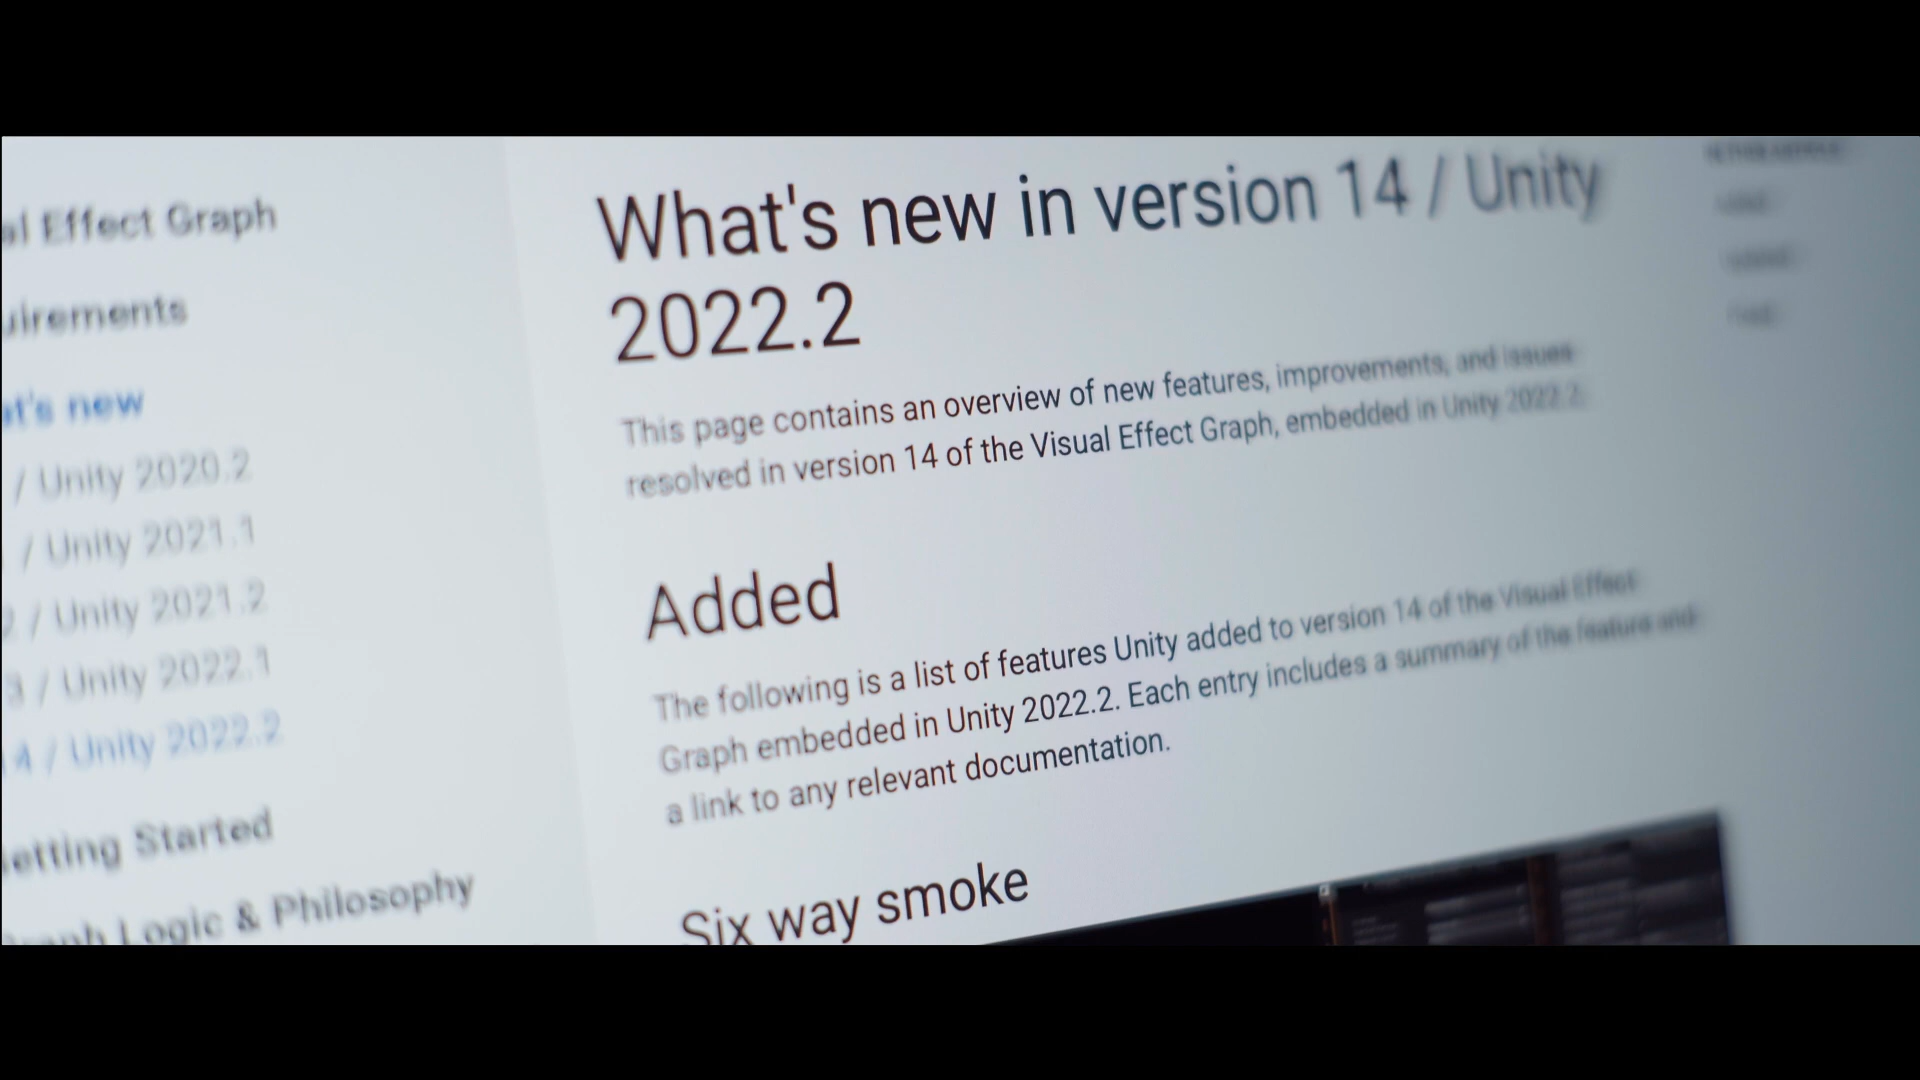 al Effect Graph
uirements
at's new
/ Unity 2020.2
/ Unity 2021.1
2 / Unity 2021.2
3 / Unity 2022.1
14 / Unity 2022.2
etting Started
Graph Logic & Philosophy
What's new in version 14 / Unity
2022.2
This page contains an overview of new features, improvements, and issues
resolved in version 14 of the Visual Effect Graph, embedded in Unity 2022.2.
Added
The following is a list of features Unity added to version 14 of the Visual Effect
Graph embedded in Unity 2022.2. Each entry includes a summary of the feature and
a link to any relevant documentation.
Six way smoke